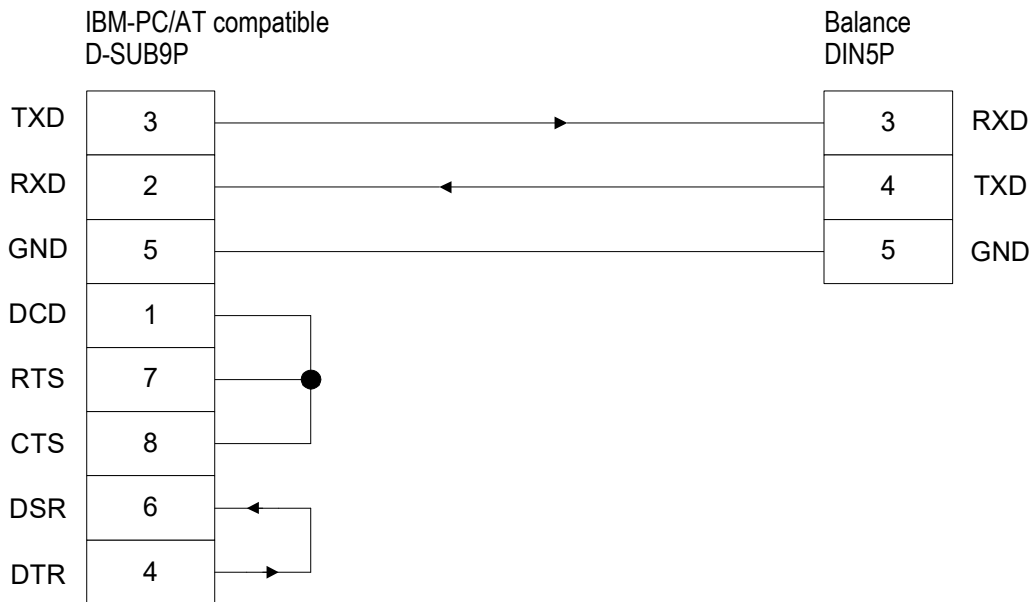 IBM-PC/AT compatible
D-SUB9P
Balance
DIN5P
TXD 3 3 RXD
RXD 2 4 TXD
GND 5 5 GND
DCD 1
RTS 7
CTS 8
DSR 6
DTR 4